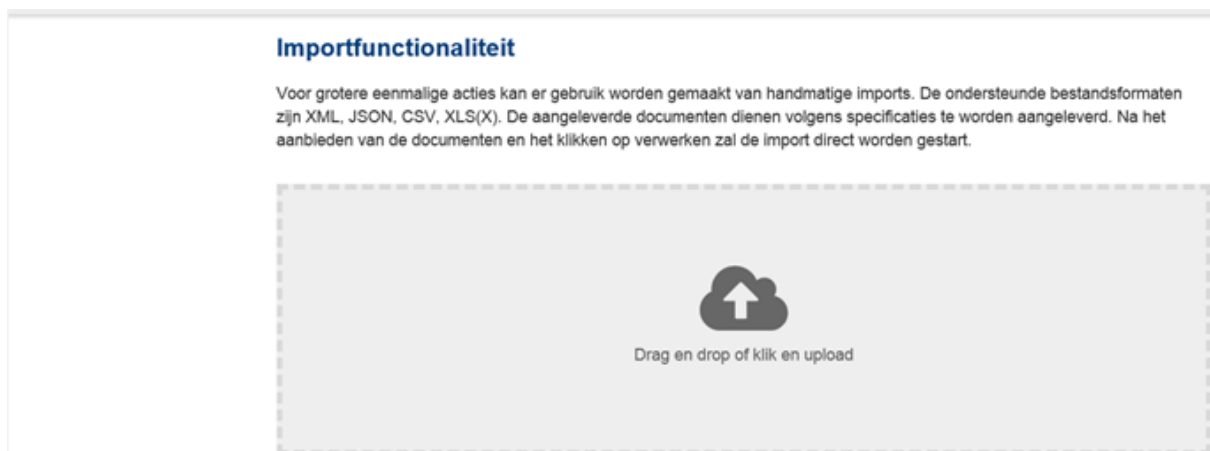 Importfunctionaliteit
Voor grotere eenmalige acties kan er gebruik worden gemaakt van handmatige imports. De ondersteunde bestandsformaten
zijn XML, JSON, CSV, XLS(X). De aangeleverde documenten dienen volgens specificaties te worden aangeleverd. Na het
aanbieden van de documenten en het klikken op verwerken zal de import direct worden gestart.
Drag en drop of klik en upload